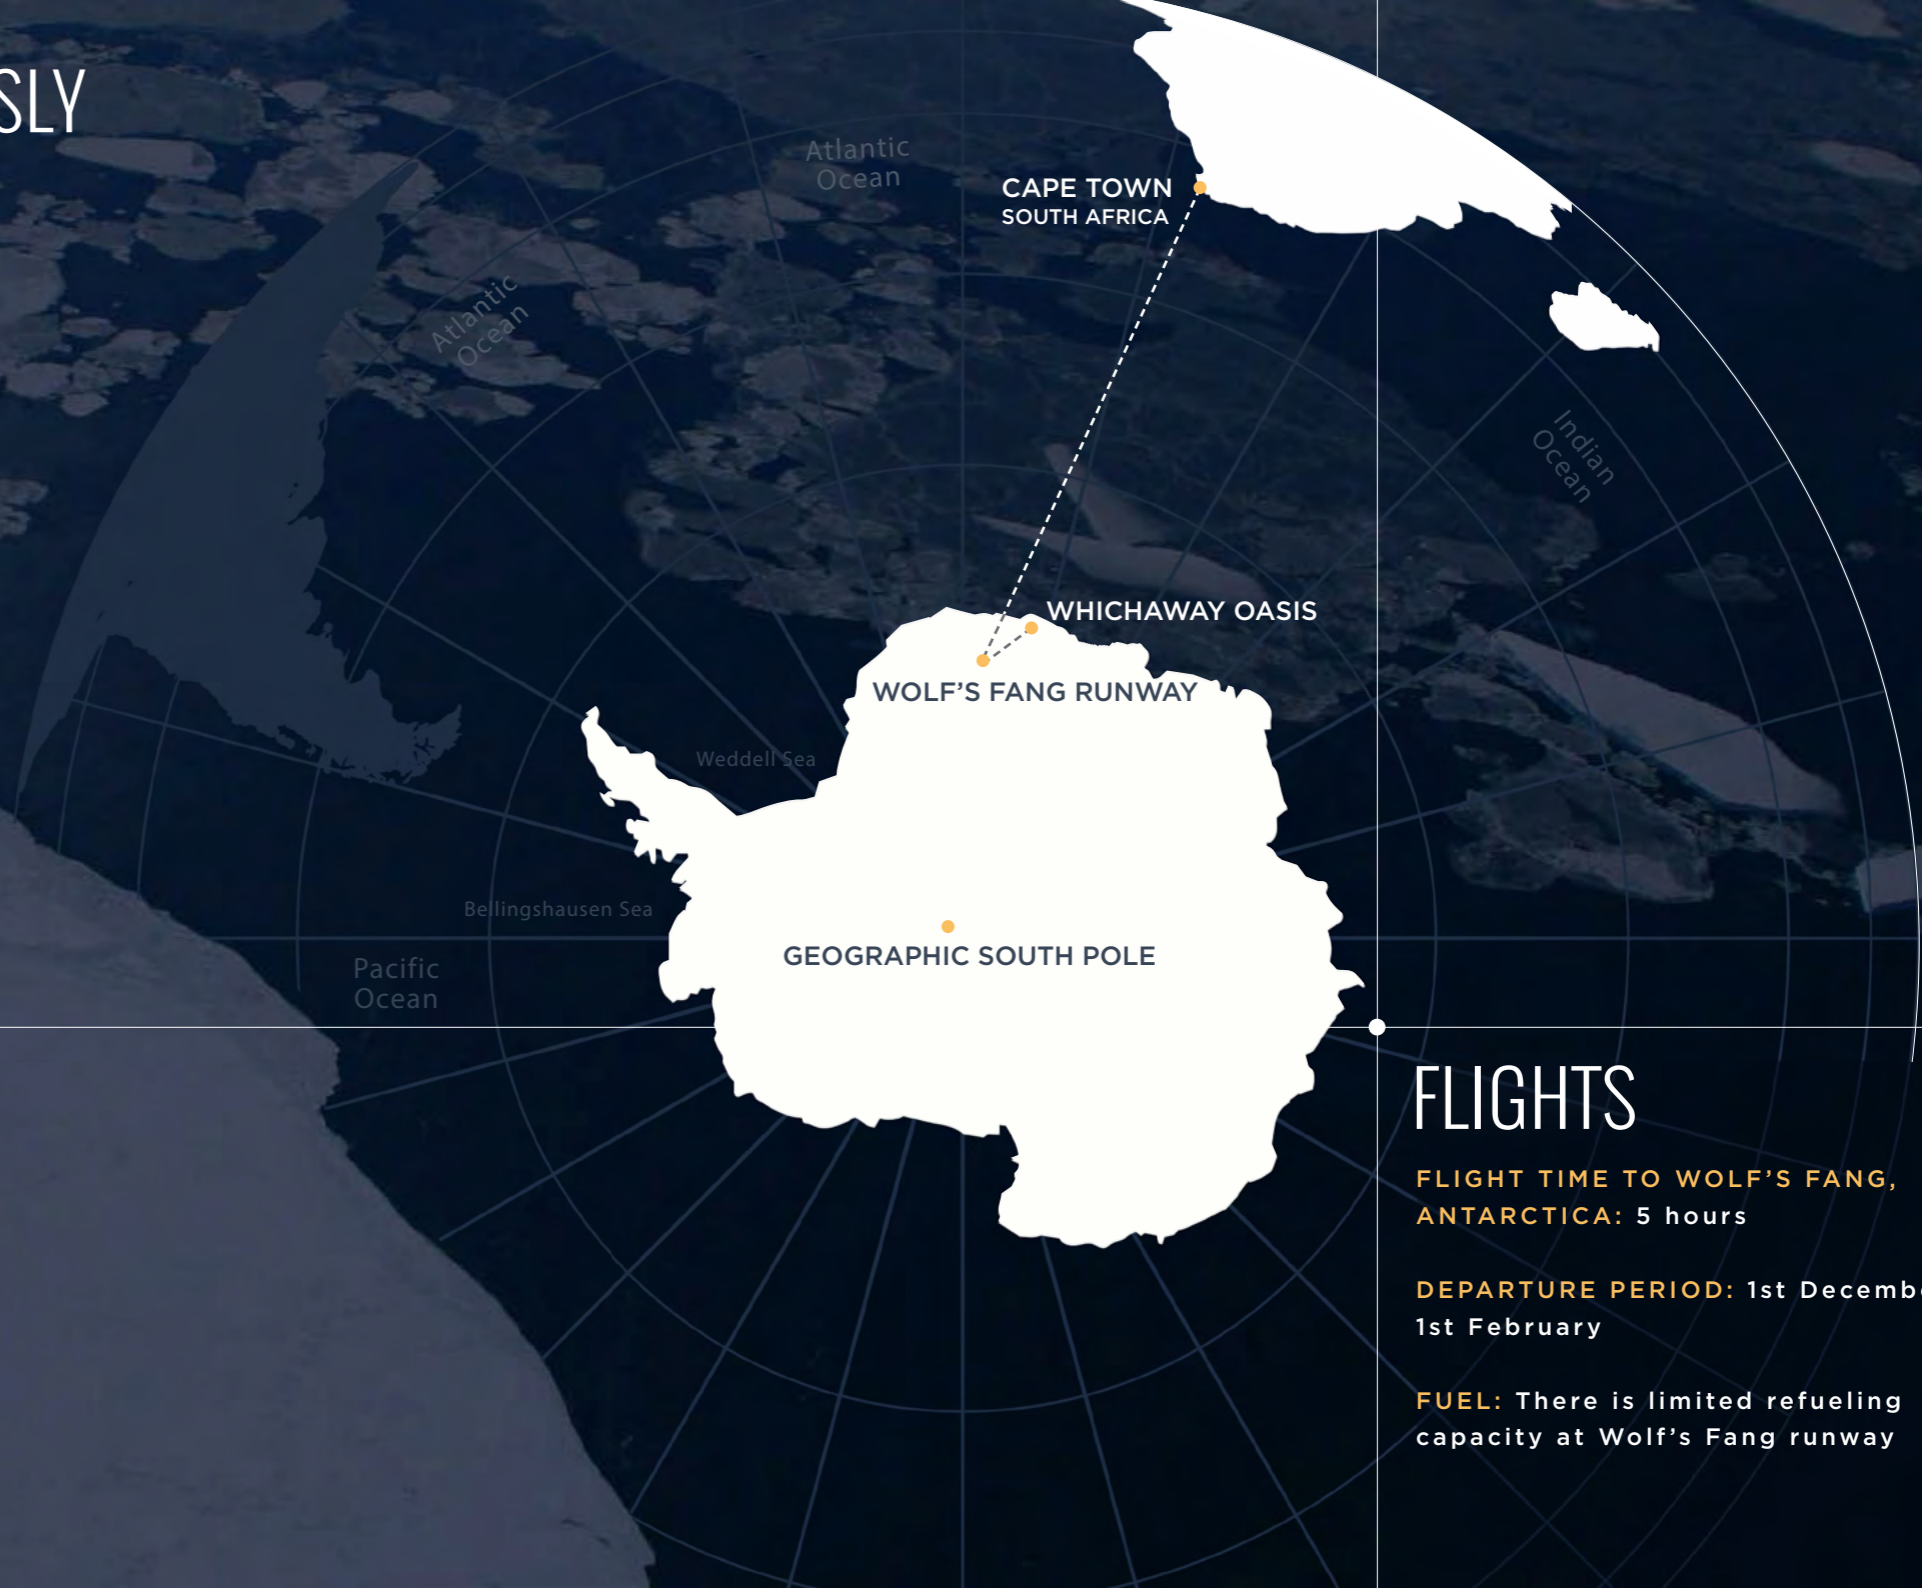 SLY
Atlantic
Ocean
CAPE TOWN
SOUTH AFRICA
Atlantic
Ocean
Indian
Ocean
WHICHAWAY OASIS
WOLF’S FANG RUNWAY
Weddell Sea
Bellingshausen Sea
GEOGRAPHIC SOUTH POLE
Pacific
Ocean
FLIGHTS
FLIGHT TIME TO WOLF’S FANG,
ANTARCTICA: 5 hours
DEPARTURE PERIOD: 1st Decemb
1st February
FUEL: There is limited refueling
capacity at Wolf’s Fang runway